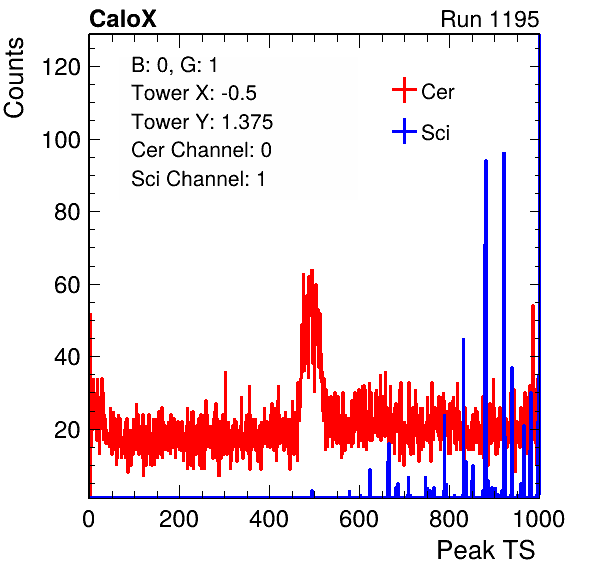 CaloX Run 1195
Counts
B: 0, G: 1
Tower X: -0.5
Tower Y: 1.375
Cer Channel: 0
Sci Channel: 1
Cer
Sci
120
100
80
60
40
20
0 200 400 600 800 1000
Peak TS